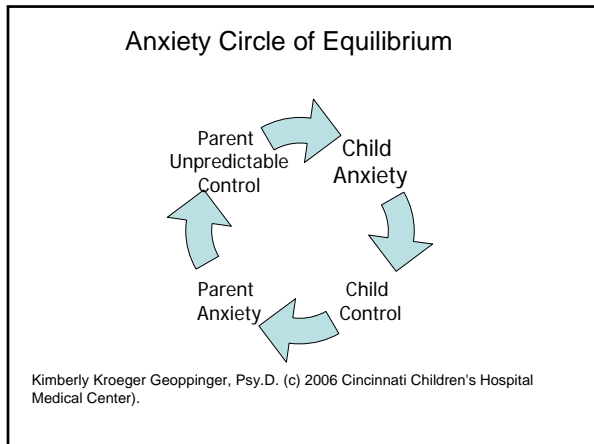 Anxiety Circle of Equilibrium
Parent
Unpredictable
Control
Child
Anxiety
Child
Control
Parent
Anxiety
Kimberly Kroeger Geoppinger, Psy.D. (c) 2006 Cincinnati Children's Hospital
Medical Center).